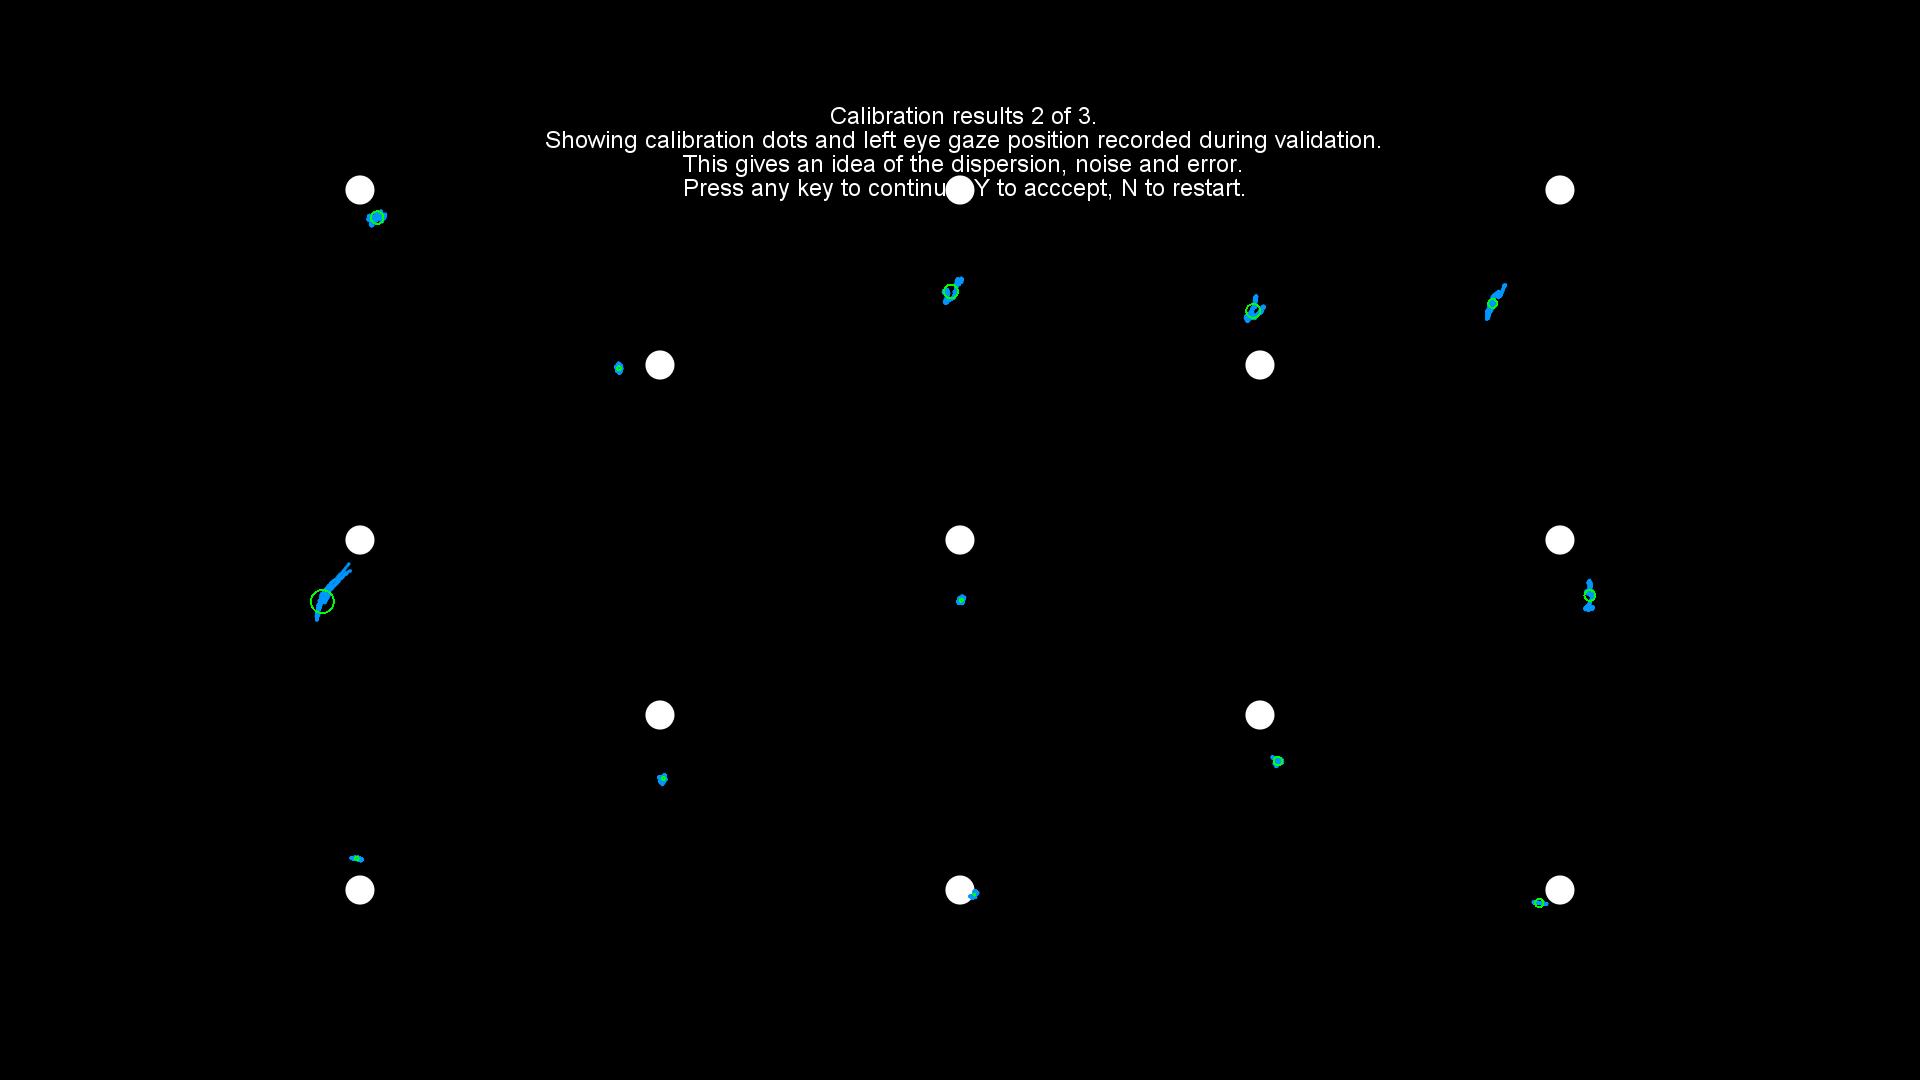 Calibration results 2 of 3.
Showing calibration dots and left eye gaze position recorded during validation.
This gives an idea of the dispersion, noise and error.
Press any key to continu Y to acccept, N to restart.